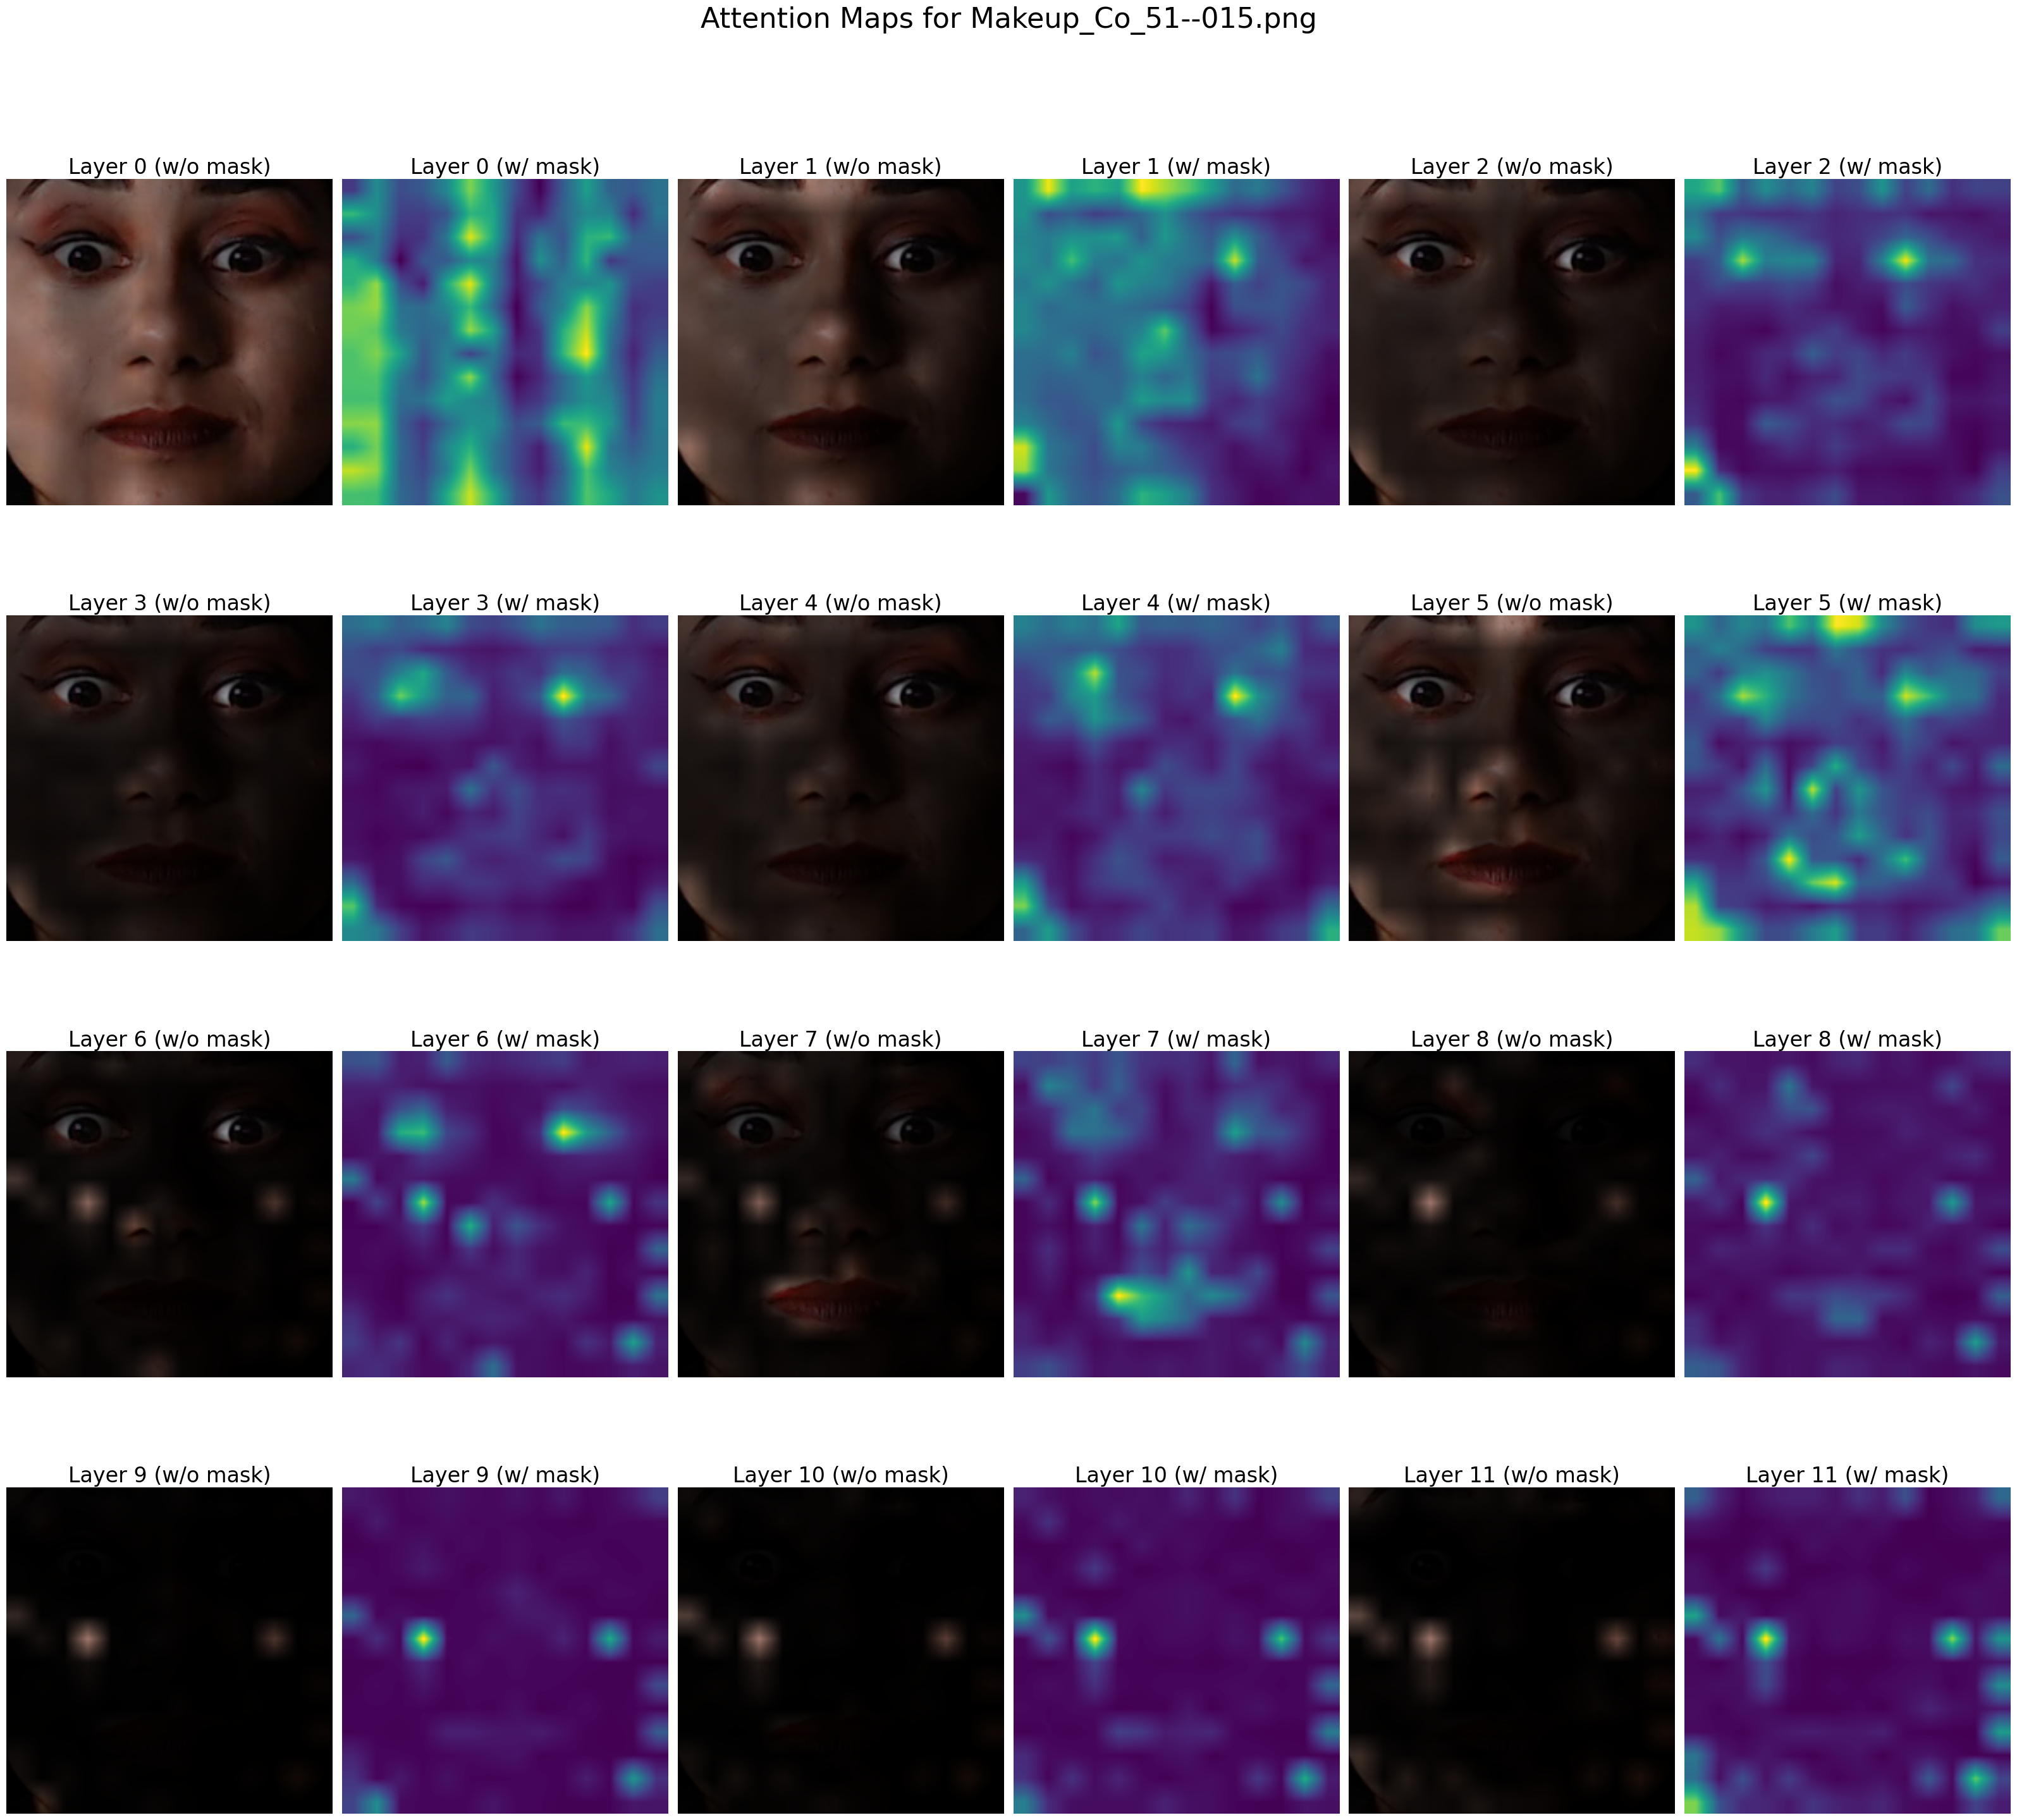 Attention Maps for Makeup_Co_51--015.png
Layer 0 (w/o mask) Layer 0 (w/ mask) Layer 1 (w/o mask) Layer 1 (w/ mask) Layer 2 (w/o mask) Layer 2 (w/ mask)
Layer 3 (w/o mask) Layer 3 (w/ mask) Layer 4 (w/o mask) Layer 4 (w/ mask) Layer 5 (w/o mask) Layer 5 (w/ mask)
Layer 6 (w/o mask) Layer 6 (w/ mask) Layer 7 (w/o mask) Layer 7 (w/ mask) Layer 8 (w/o mask) Layer 8 (w/ mask)
Layer 9 (w/o mask) Layer 9 (w/ mask) Layer 10 (w/o mask) Layer 10 (w/ mask) Layer 11 (w/o mask) Layer 11 (w/ mask)